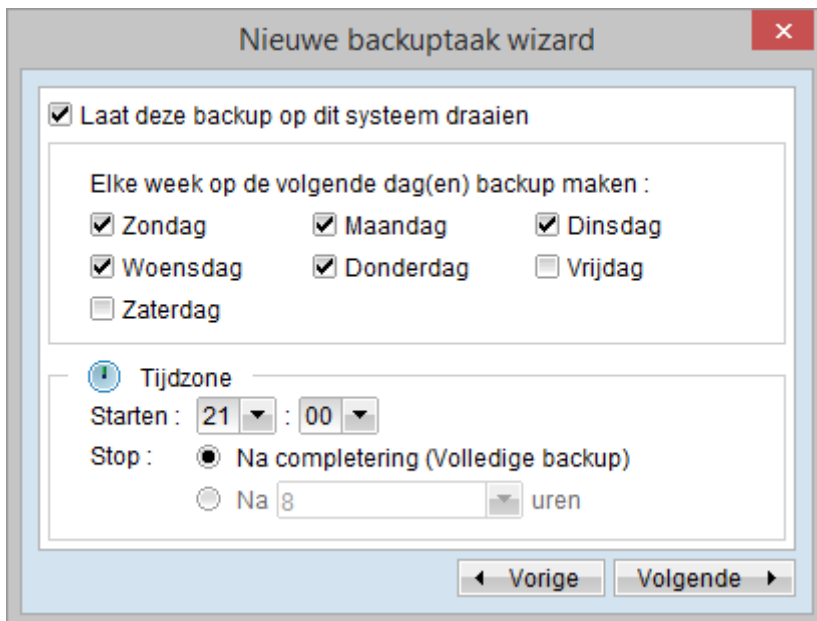 Nieuwe backuptaak wizard
Laat deze backup op dit systeem draaien
Elke week op de volgende dag(en) backup maken :
Zondag Maandag Dinsdag
Woensdag Donderdag Vrijdag
Zaterdag
Tijdzone
Starten : 21 : 00
Stop : Na completering (Volledige backup)
Na 8 uren
Vorige Volgende